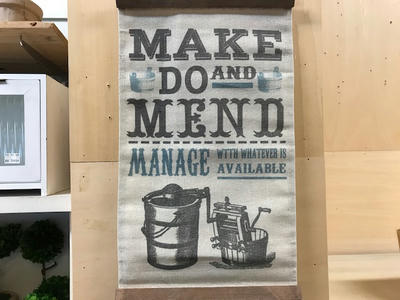 MAKE
DO AND
MEND
MANAGE WITH WHATEVER IS
AVAILABLE